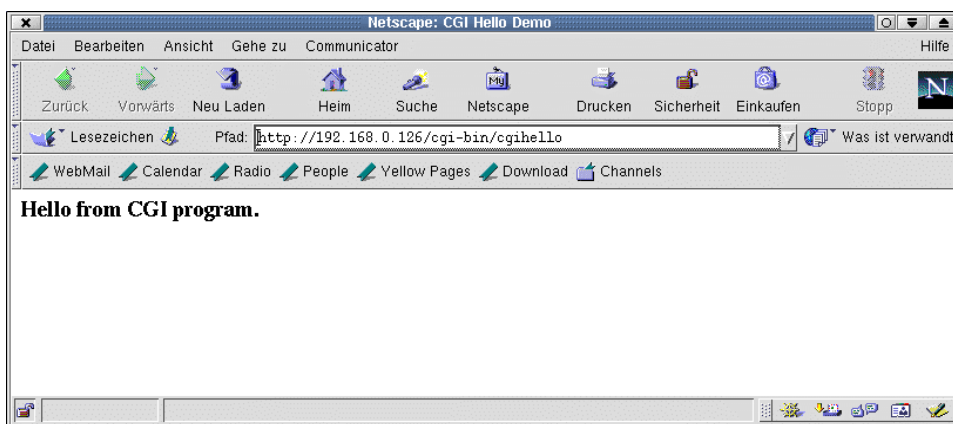 Netscape: CGI Hello Demo
Datei Bearbeiten Ansicht Gehe zu Communicator Hilfe
My N
Zurück Vorwärts Neu Laden Heim Suche Netscape Drucken Sicherheit Einkaufen Stopp
Lesezeichen Pfad: http://192.168.0.126/cgi-bin/cgihello Was ist verwandt
WebMail Calendar Radio People Yellow Pages Download Channels
Hello from CGI program.